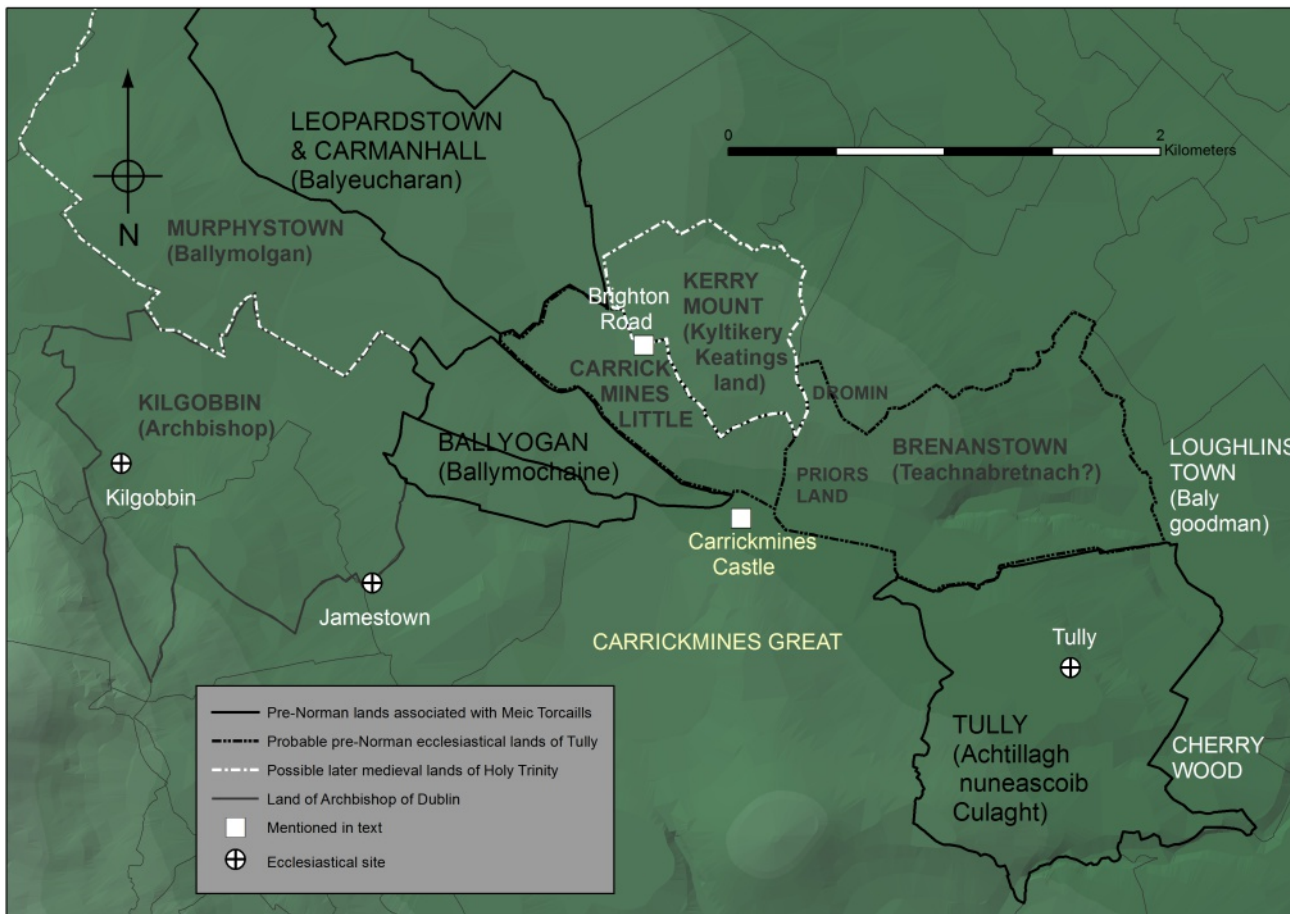 LEOPARDSTOWN
& CARMANHALL
(Balyeucharan)
0
2
Kilometers
N
MURPHYSTOWN
(Ballymolgan)
Brighton
Road
KERRY
MOUNT
(Kyltikery
Keatings
land)
CARRICK
MINES
LITTLE
DROMIN
KILGOBBIN
(Archbishop)
Kilgobbin
BALLYOGAN
(Ballymochaine)
BRENANSTOWN
(Teachnabretnach?)
PRIORS
LAND
LOUGHLINS
TOWN
(Baly
goodman)
Carrickmines
Castle
Jamestown
CARRICKMINES GREAT
Tully
TULLY
(Achtillagh
nuneascoib
Culaght)
CHERRY
WOOD
Pre-Norman lands associated with Meic Torcaills
Probable pre-Norman ecclesiastical lands of Tully
Possible later medieval lands of Holy Trinity
Land of Archbishop of Dublin
Mentioned in text
Ecclesiastical site